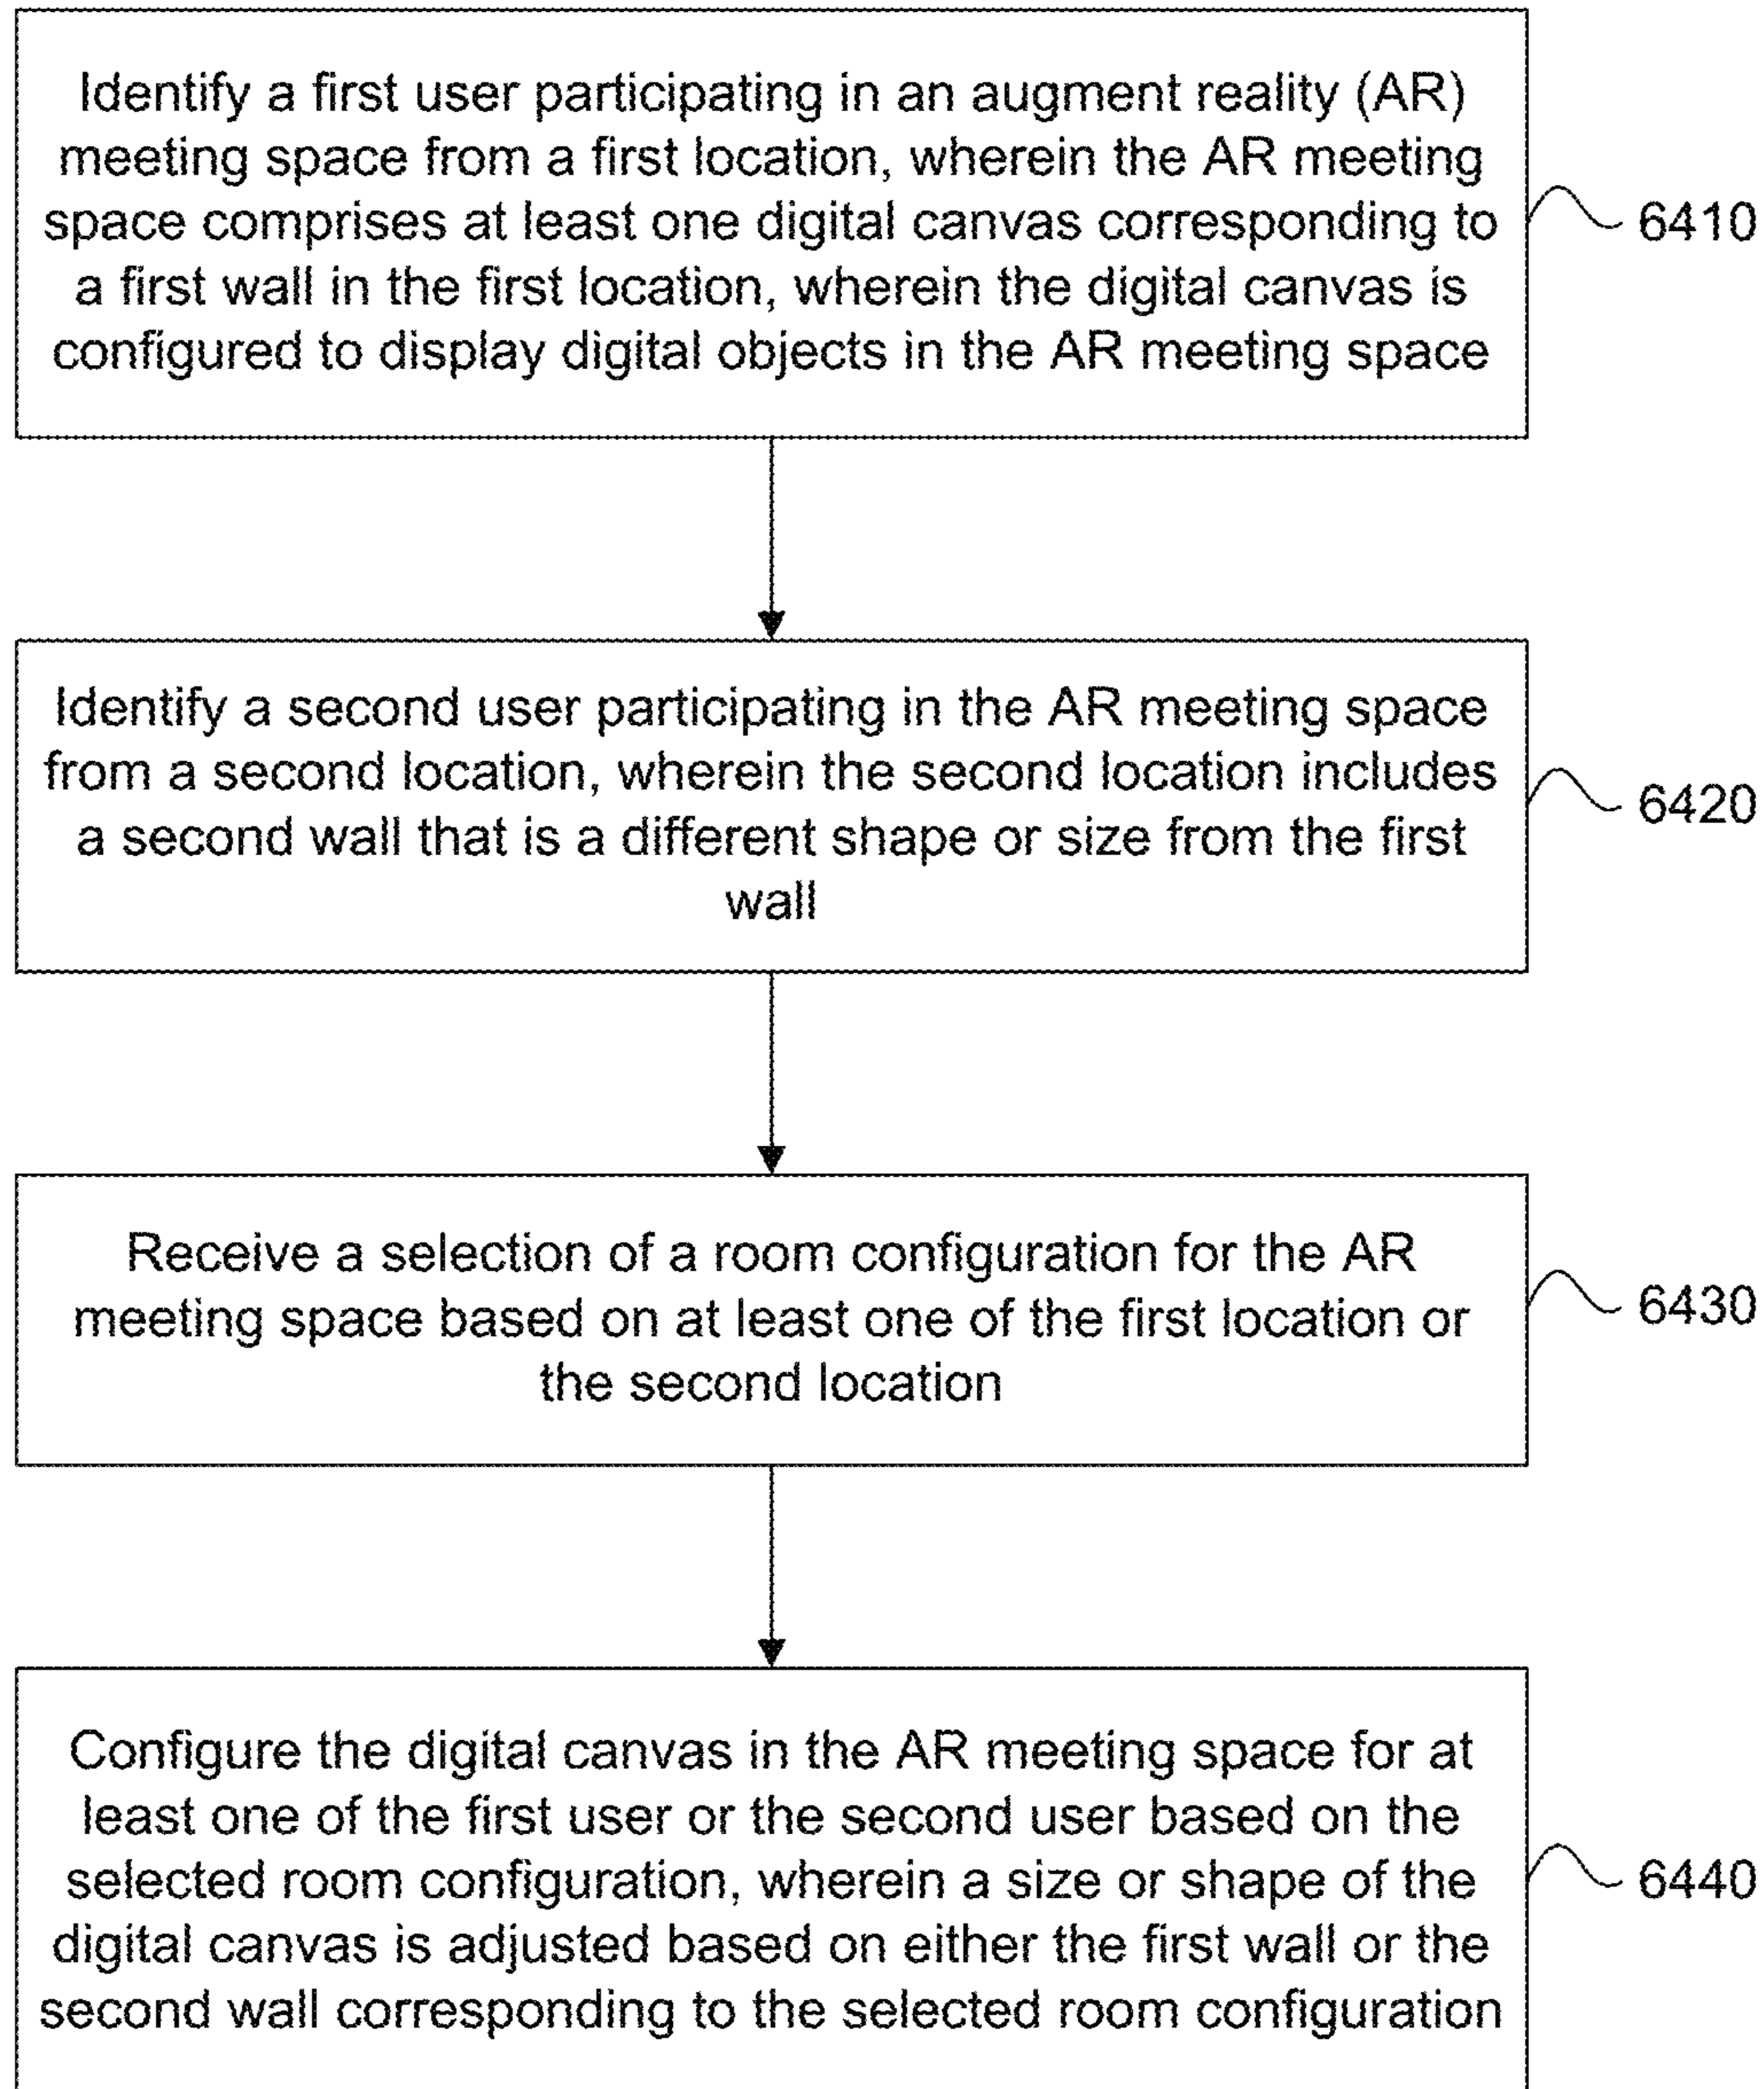 Identify a first user participating in an augment reality (AR)
meeting space from a first location, wherein the AR meeting
space comprises at least one digital canvas corresponding to
a first wall in the first location, wherein the digital canvas is
configured to display digital objects in the AR meeting space
6410
Identify a second user participating in the AR meeting space
from a second location, wherein the second location includes
a second wall that is a different shape or size from the first
wall
6420
Receive a selection of a room configuration for the AR
meeting space based on at least one of the first location or
the second location
6430
Configure the digital canvas in the AR meeting space for at
least one of the first user or the second user based on the
selected room configuration, wherein a size or shape of the
digital canvas is adjusted based on either the first wall or the
second wall corresponding to the selected room configuration
6440